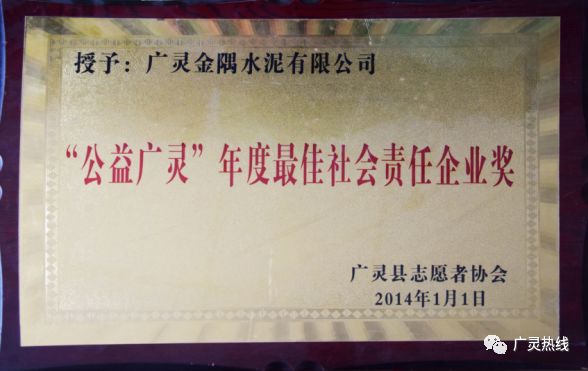 授予：广灵金隅水泥有限公司
“公益广灵”年度最佳社会责任企业奖
广灵县志愿者协会
2014年1月1日
广灵热线